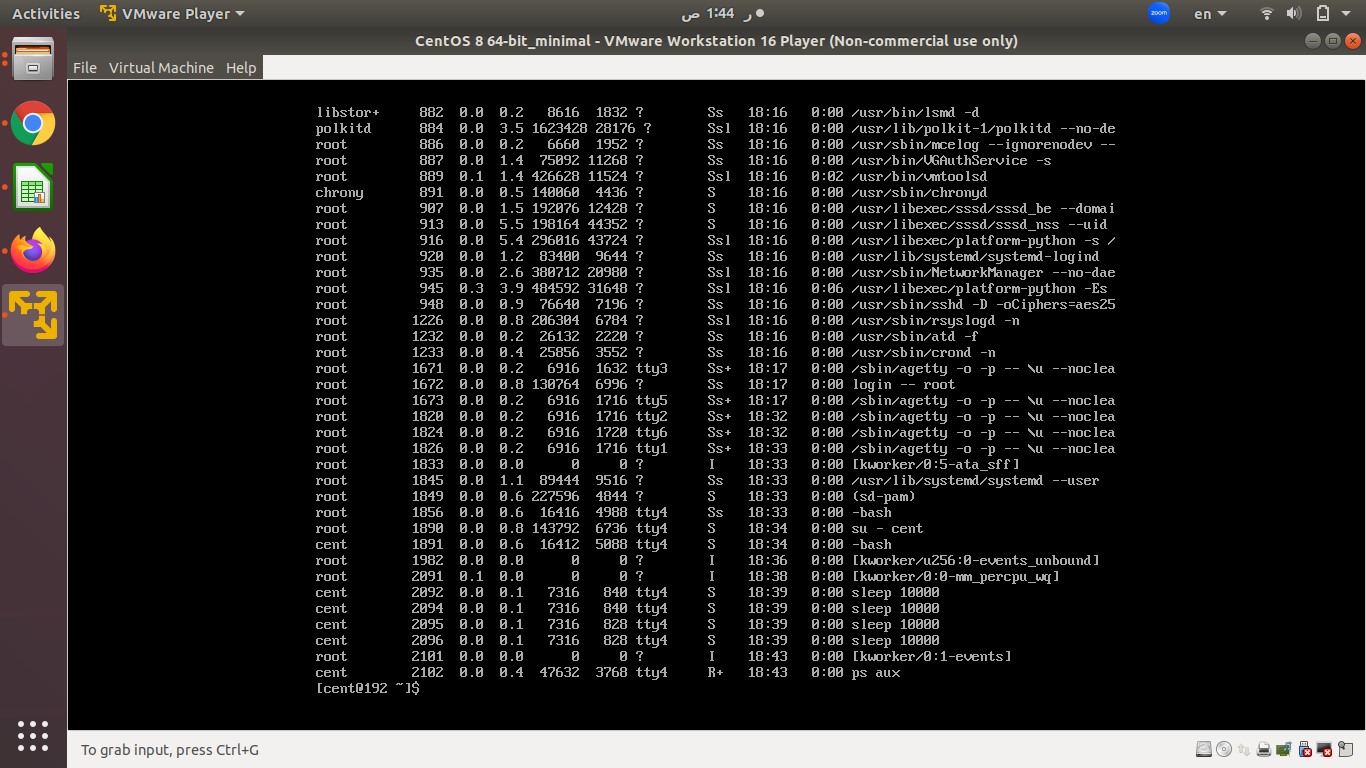 Activities VMware Player ر 1:44 ص zoom en
CentOS 8 64-bit_minimal - VMware Workstation 16 Player (Non-commercial use only)
File Virtual Machine Help
libstor+ 882 0.0 0.2 8616 1832 ? Ss 18:16 0:00 /usr/bin/lsmd -d
polkitd 884 0.0 3.5 1623428 28176 ? Ssl 18:16 0:00 /usr/lib/polkit-1/polkitd --no-de
root 886 0.0 0.2 6660 1952 ? Ss 18:16 0:00 /usr/sbin/mcelog --ignorenodev --
root 887 0.0 1.4 75092 11268 ? Ss 18:16 0:00 /usr/bin/VGAuthService -s
root 889 0.1 1.4 426628 11524 ? Ssl 18:16 0:02 /usr/bin/vmtoolsd
chrony 891 0.0 0.5 140060 4436 ? S 18:16 0:00 /usr/sbin/chronyd
root 907 0.0 1.5 192076 12428 ? S 18:16 0:00 /usr/libexec/sssd/sssd_be --domai
root 913 0.0 5.5 198164 44352 ? S 18:16 0:00 /usr/libexec/sssd/sssd_nss --uid
root 916 0.0 5.4 296016 43724 ? Ssl 18:16 0:00 /usr/libexec/platform-python -s /
root 920 0.0 1.2 83400 9644 ? Ss 18:16 0:00 /usr/lib/systemd/systemd-logind
root 935 0.0 2.6 380712 20980 ? Ssl 18:16 0:00 /usr/sbin/NetworkManager --no-dae
root 945 0.3 3.9 484592 31648 ? Ssl 18:16 0:06 /usr/libexec/platform-python -Es
root 948 0.0 0.9 76640 7196 ? Ss 18:16 0:00 /usr/sbin/sshd -D -oCiphers=aes25
root 1226 0.0 0.8 206304 6784 ? Ssl 18:16 0:00 /usr/sbin/rsyslogd -n
root 1232 0.0 0.2 26132 2220 ? Ss 18:16 0:00 /usr/sbin/atd -f
root 1233 0.0 0.4 25856 3552 ? Ss 18:16 0:00 /usr/sbin/crond -n
root 1671 0.0 0.2 6916 1632 tty3 Ss+ 18:17 0:00 /sbin/agetty -o -p -- \u --noclea
root 1672 0.0 0.8 130764 6996 ? Ss 18:17 0:00 login -- root
root 1673 0.0 0.2 6916 1716 tty5 Ss+ 18:17 0:00 /sbin/agetty -o -p -- \u --noclea
root 1820 0.0 0.2 6916 1716 tty2 Ss+ 18:32 0:00 /sbin/agetty -o -p -- \u --noclea
root 1824 0.0 0.2 6916 1720 tty6 Ss+ 18:32 0:00 /sbin/agetty -o -p -- \u --noclea
root 1826 0.0 0.2 6916 1716 tty1 Ss+ 18:33 0:00 /sbin/agetty -o -p -- \u --noclea
root 1833 0.0 0.0 0 0 ? I 18:33 0:00 [kworker/0:5-ata_sff]
root 1845 0.0 1.1 89444 9516 ? Ss 18:33 0:00 /usr/lib/systemd/systemd --user
root 1849 0.0 0.6 227596 4844 ? S 18:33 0:00 (sd-pam)
root 1856 0.0 0.6 16416 4988 tty4 Ss 18:33 0:00 -bash
root 1890 0.0 0.8 143792 6736 tty4 S 18:34 0:00 su - cent
cent 1891 0.0 0.6 16412 5088 tty4 S 18:34 0:00 -bash
root 1982 0.0 0.0 0 0 ? I 18:36 0:00 [kworker/u256:0-events_unbound]
root 2091 0.1 0.0 0 0 ? I 18:38 0:00 [kworker/0:0-mm_percpu_wq]
cent 2092 0.0 0.1 7316 840 tty4 S 18:39 0:00 sleep 10000
cent 2094 0.0 0.1 7316 840 tty4 S 18:39 0:00 sleep 10000
cent 2095 0.0 0.1 7316 828 tty4 S 18:39 0:00 sleep 10000
cent 2096 0.0 0.1 7316 828 tty4 S 18:39 0:00 sleep 10000
root 2101 0.0 0.0 0 0 ? I 18:43 0:00 [kworker/0:1-events]
cent 2102 0.0 0.4 47632 3768 tty4 R+ 18:43 0:00 ps aux
[cent@192 ~]$
To grab input, press Ctrl+G